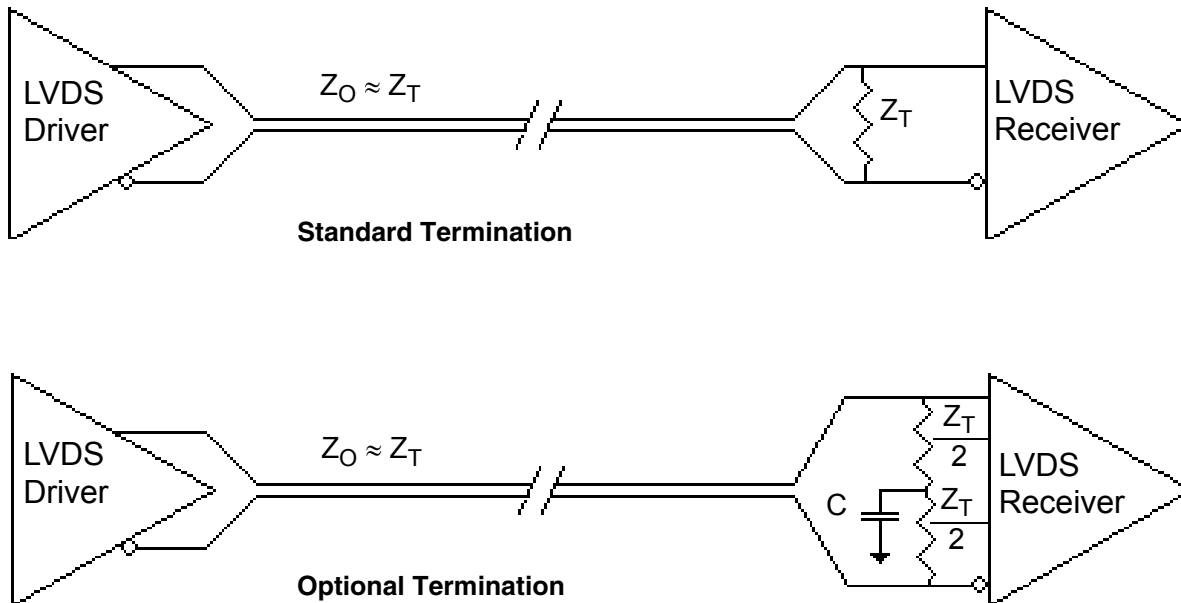 LVDS
Driver
Z_O ≈ Z_T
Z_T
LVDS
Receiver
Standard Termination
LVDS
Driver
Z_O ≈ Z_T
C
Z_T
2
Z_T
2
LVDS
Receiver
Optional Termination